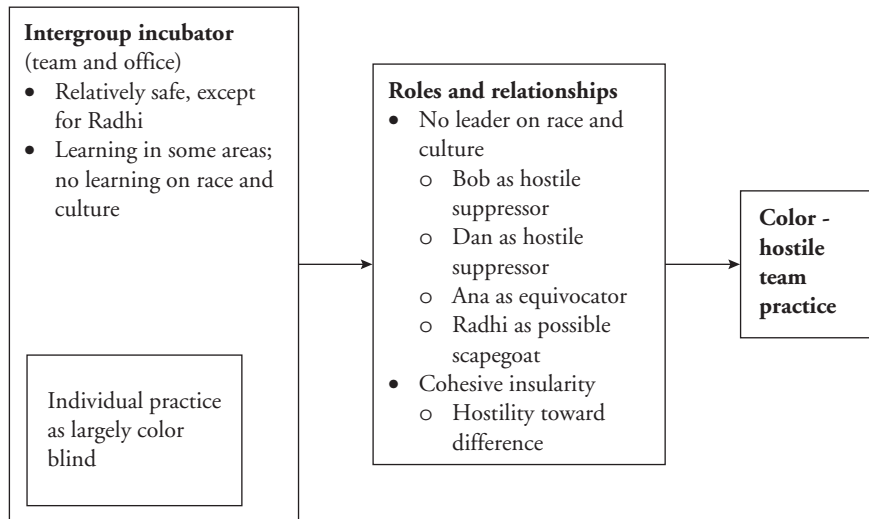 Intergroup incubator
(team and office)
• Relatively safe, except
for Radhi
• Learning in some areas;
no learning on race and
culture
Individual practice
as largely color
blind
Roles and relationships
• No leader on race and
culture
o Bob as hostile
suppressor
o Dan as hostile
suppressor
o Ana as equivocator
o Radhi as possible
scapegoat
• Cohesive insularity
o Hostility toward
difference
Color -
hostile
team
practice